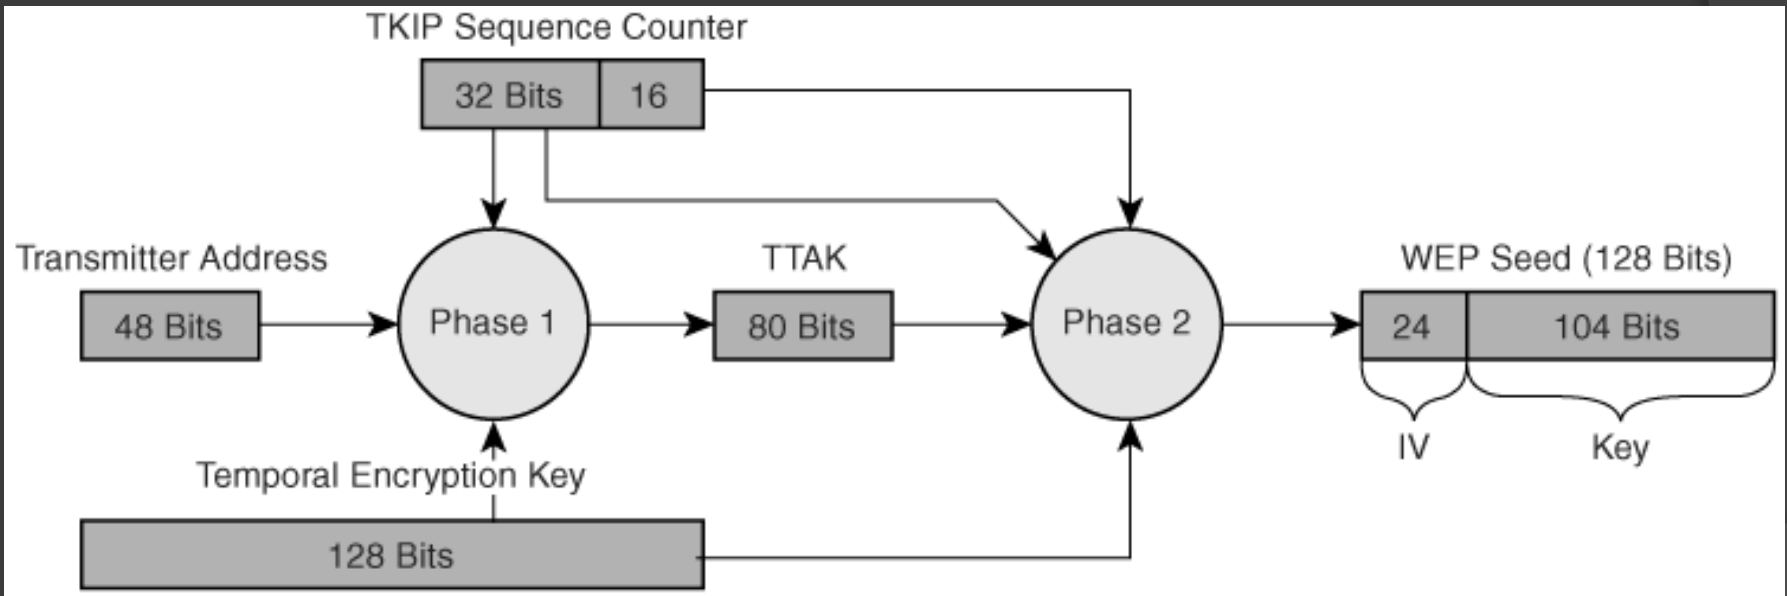 TKIP Sequence Counter
32 Bits
16
Transmitter Address
48 Bits
Phase 1
TTAK
80 Bits
Phase 2
WEP Seed (128 Bits)
24
104 Bits
IV
Key
Temporal Encryption Key
128 Bits